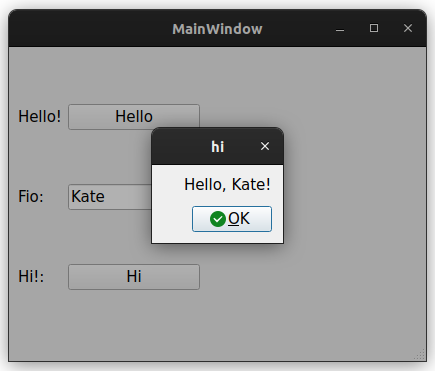 MainWindow
Hello! Hello
hi
Hello, Kate!
Fio: Kate
OK
Hi!: Hi